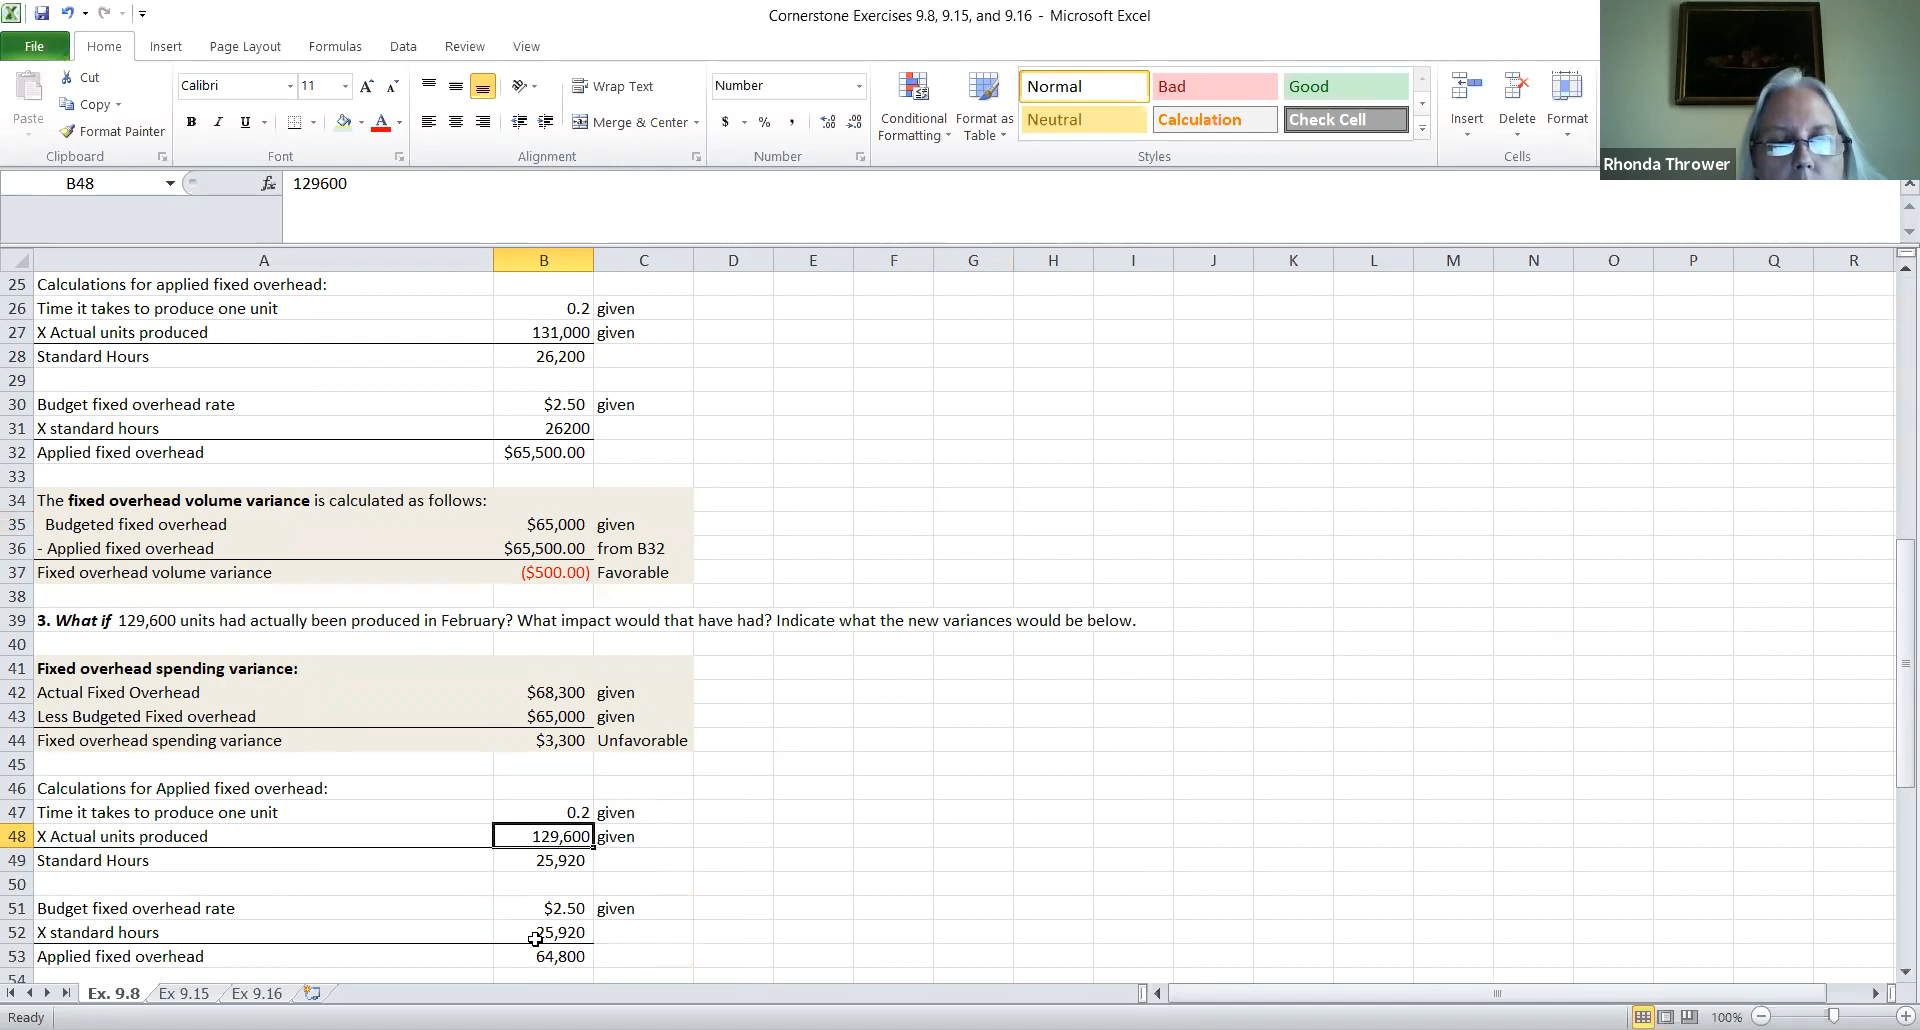 Cornerstone Exercises 9.8, 9.15, and 9.16 - Microsoft Excel
File Home Insert Page Layout Formulas Data Review View
Paste
Cut
Copy
Format Painter
Clipboard
Calibri 11
B I U
Font
Wrap Text
Merge & Center
Alignment
Number
$ % ,
Number
Conditional Formatting
Format as Table
Normal Bad Good
Neutral Calculation Check Cell
Styles
Insert Delete Format
Cells
Rhonda Thrower
B48 fx 129600
A B C D E F G H I J K L M N O P Q R
25 Calculations for applied fixed overhead:
26 Time it takes to produce one unit 0.2 given
27 X Actual units produced 131,000 given
28 Standard Hours 26,200
29
30 Budget fixed overhead rate $2.50 given
31 X standard hours 26200
32 Applied fixed overhead $65,500.00
33
34 The fixed overhead volume variance is calculated as follows:
35 Budgeted fixed overhead $65,000 given
36 - Applied fixed overhead $65,500.00 from B32
37 Fixed overhead volume variance ($500.00) Favorable
38
39 3. What if 129,600 units had actually been produced in February? What impact would that have had? Indicate what the new variances would be below.
40
41 Fixed overhead spending variance:
42 Actual Fixed Overhead $68,300 given
43 Less Budgeted Fixed overhead $65,000 given
44 Fixed overhead spending variance $3,300 Unfavorable
45
46 Calculations for Applied fixed overhead:
47 Time it takes to produce one unit 0.2 given
48 X Actual units produced 129,600 given
49 Standard Hours 25,920
50
51 Budget fixed overhead rate $2.50 given
52 X standard hours 25,920
53 Applied fixed overhead 64,800
54
Ex. 9.8 Ex 9.15 Ex 9.16
Ready 100%